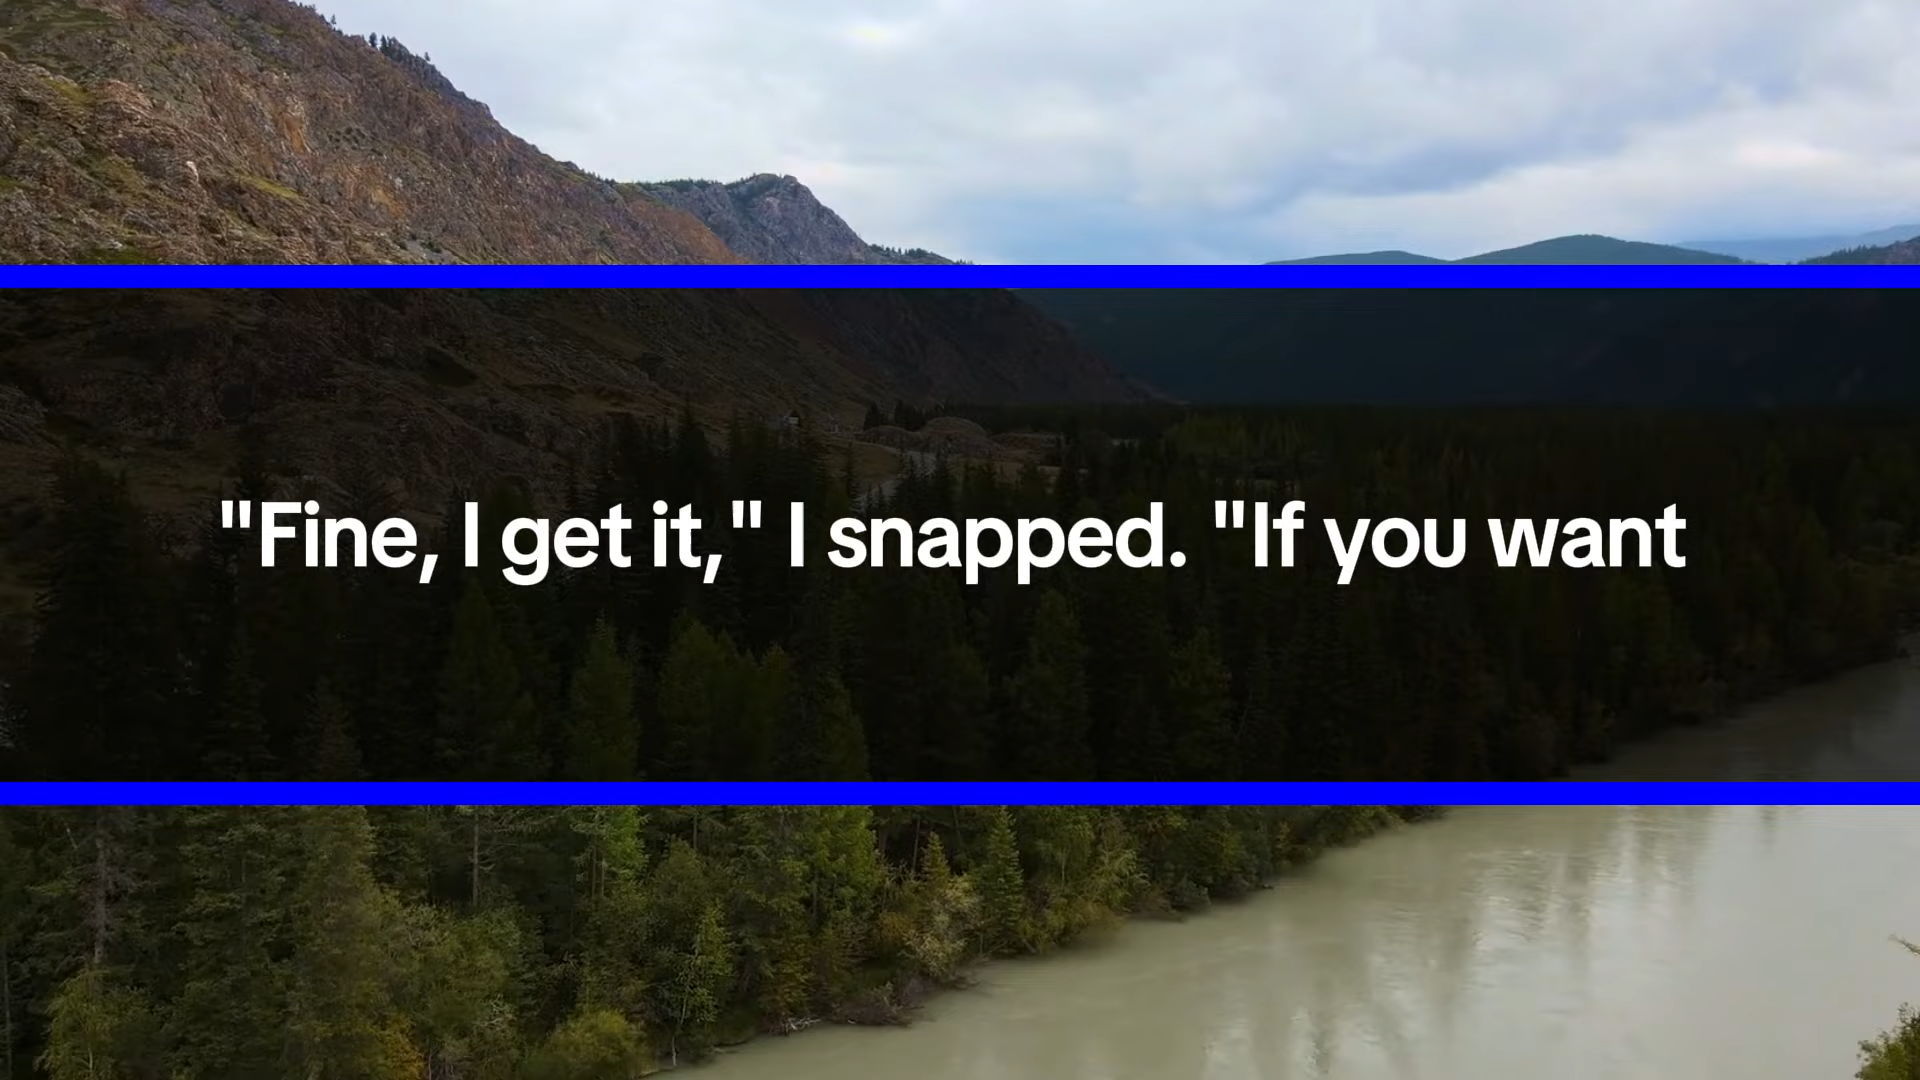 "Fine, I get it," I snapped. "If you want